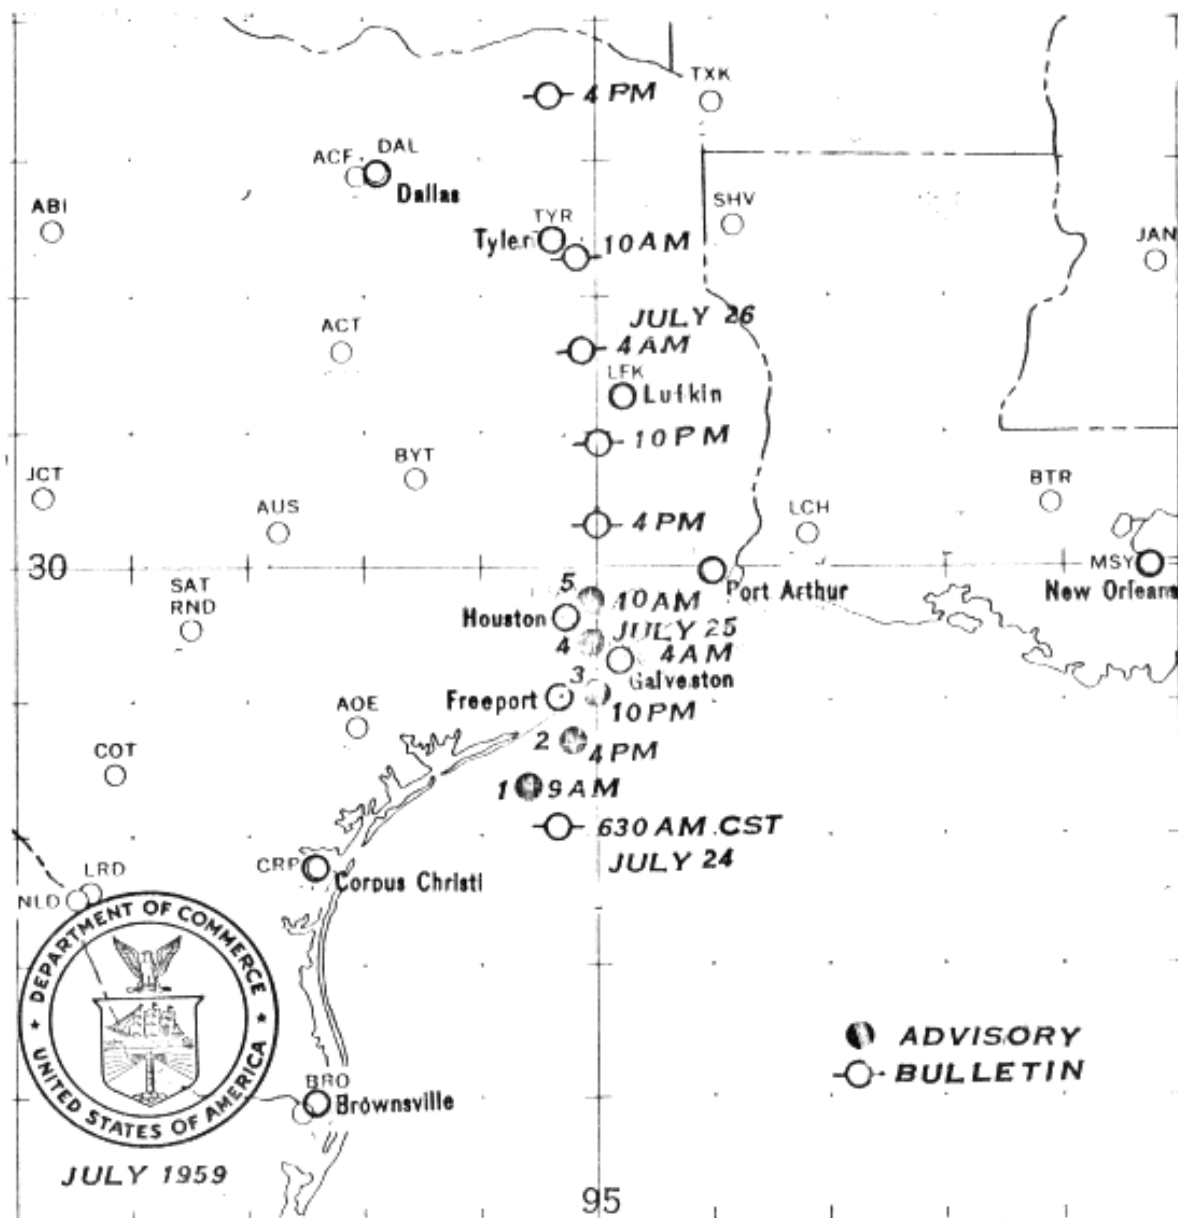 TXK
4 PM
ACF
DAL
Dallas
ABI
SHV
TYR
Tyler
10 AM
JAN
JULY 26
ACT
4 AM
LFK
Lufkin
10 PM
JCT
BYT
BTR
AUS
4 PM
LCH
30
MSY
New Orleans
SAT
RND
5
10 AM
Port Arthur
Houston
JULY 25
4
4 AM
3
Galveston
Freeport
10 PM
AOE
2
4 PM
COT
1
9 AM
630 AM. CST
JULY 24
CRP
Corpus Christi
LRD
NLD
DEPARTMENT OF COMMERCE
UNITED STATES OF AMERICA
ADVISORY
BULLETIN
BRO
Brownsville
JULY 1959
95